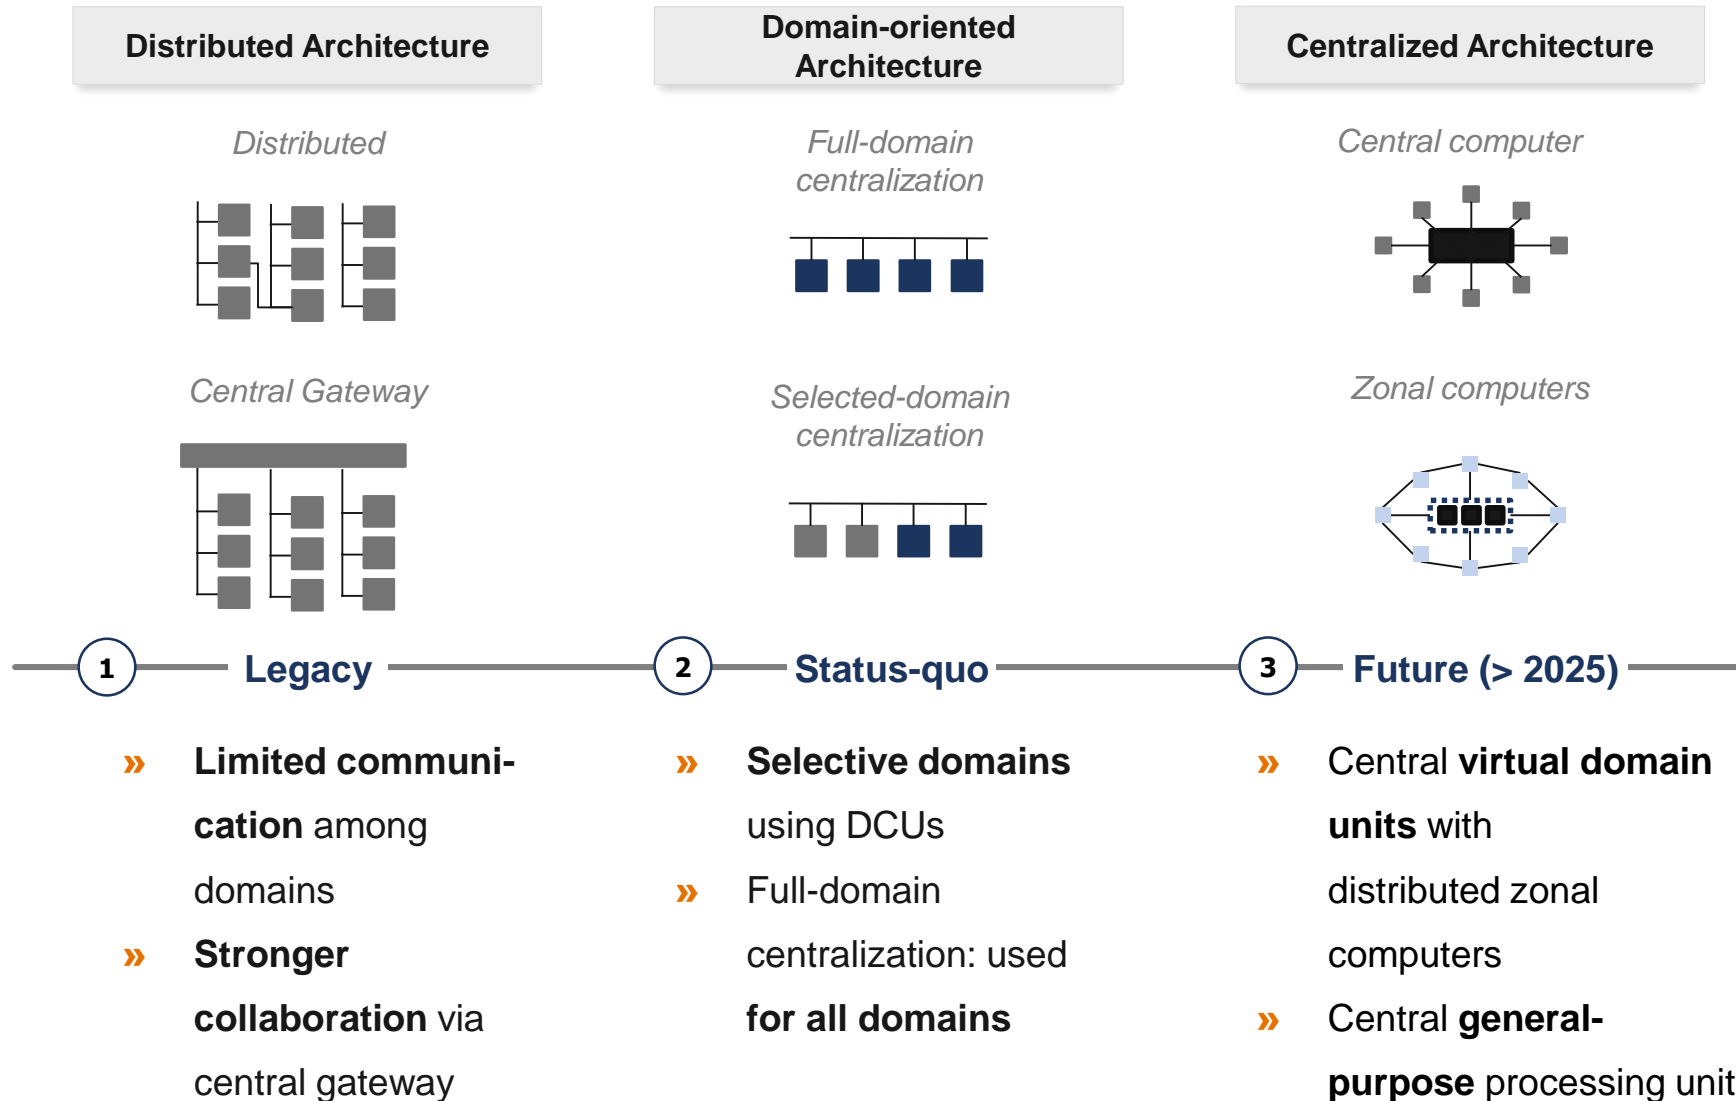 Distributed Architecture
Domain-oriented
Architecture
Centralized Architecture
Distributed
Full-domain
centralization
Central computer
Central Gateway
Selected-domain
centralization
Zonal computers
1
Legacy
2
Status-quo
3
Future (> 2025)
» Limited communi-
cation among
domains
» Stronger
collaboration via
central gateway
» Selective domains
using DCUs
» Full-domain
centralization: used
for all domains
» Central virtual domain
units with
distributed zonal
computers
» Central general-
purpose processing unit